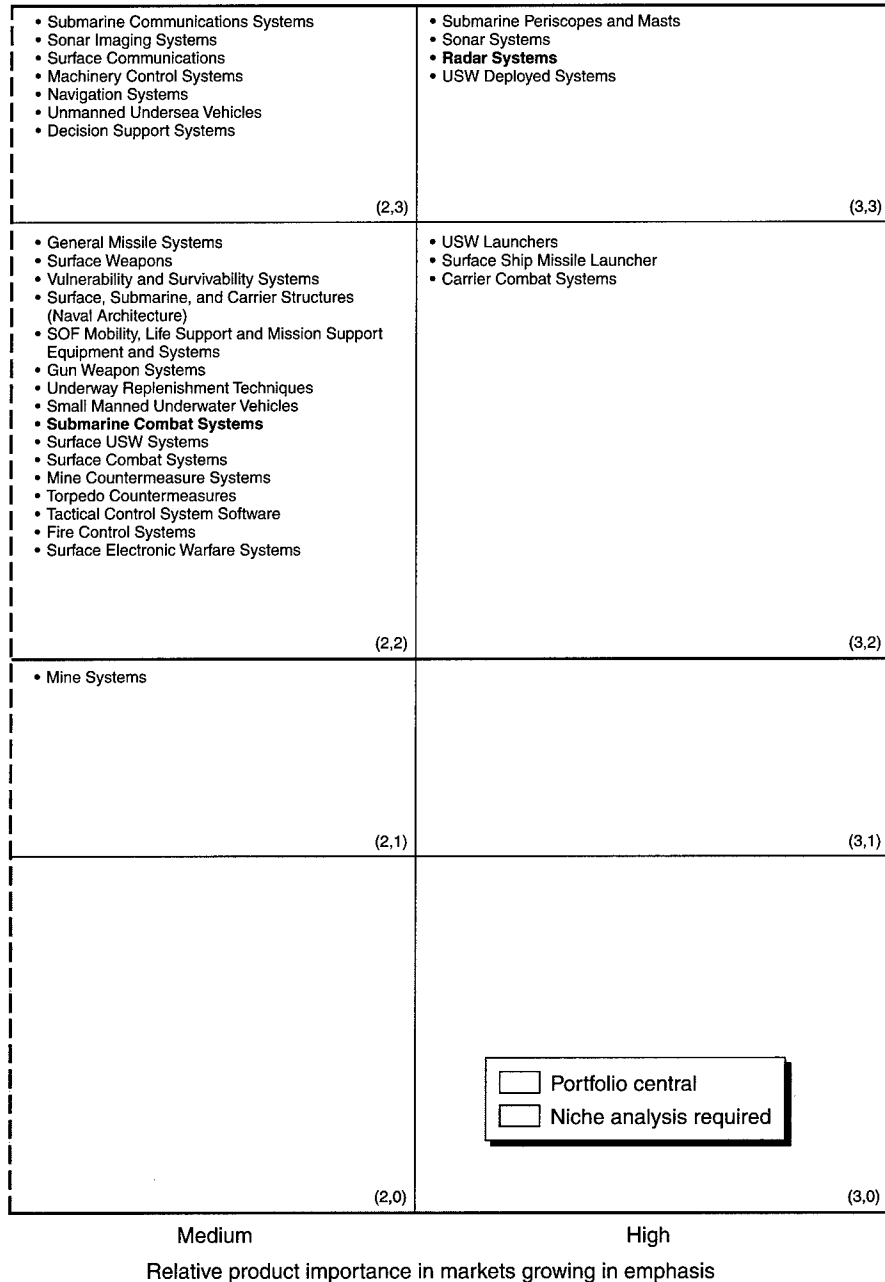 • Submarine Communications Systems
• Sonar Imaging Systems
• Surface Communications
• Machinery Control Systems
• Navigation Systems
• Unmanned Undersea Vehicles
• Decision Support Systems
(2,3)
• Submarine Periscopes and Masts
• Sonar Systems
• Radar Systems
• USW Deployed Systems
(3,3)
• General Missile Systems
• Surface Weapons
• Vulnerability and Survivability Systems
• Surface, Submarine, and Carrier Structures
(Naval Architecture)
• SOF Mobility, Life Support and Mission Support
Equipment and Systems
• Gun Weapon Systems
• Underway Replenishment Techniques
• Small Manned Underwater Vehicles
• Submarine Combat Systems
• Surface USW Systems
• Surface Combat Systems
• Mine Countermeasure Systems
• Torpedo Countermeasures
• Tactical Control System Software
• Fire Control Systems
• Surface Electronic Warfare Systems
(2,2)
• USW Launchers
• Surface Ship Missile Launcher
• Carrier Combat Systems
(3,2)
• Mine Systems
(2,1)
(3,1)
Portfolio central
Niche analysis required
(2,0)
(3,0)
Medium
High
Relative product importance in markets growing in emphasis